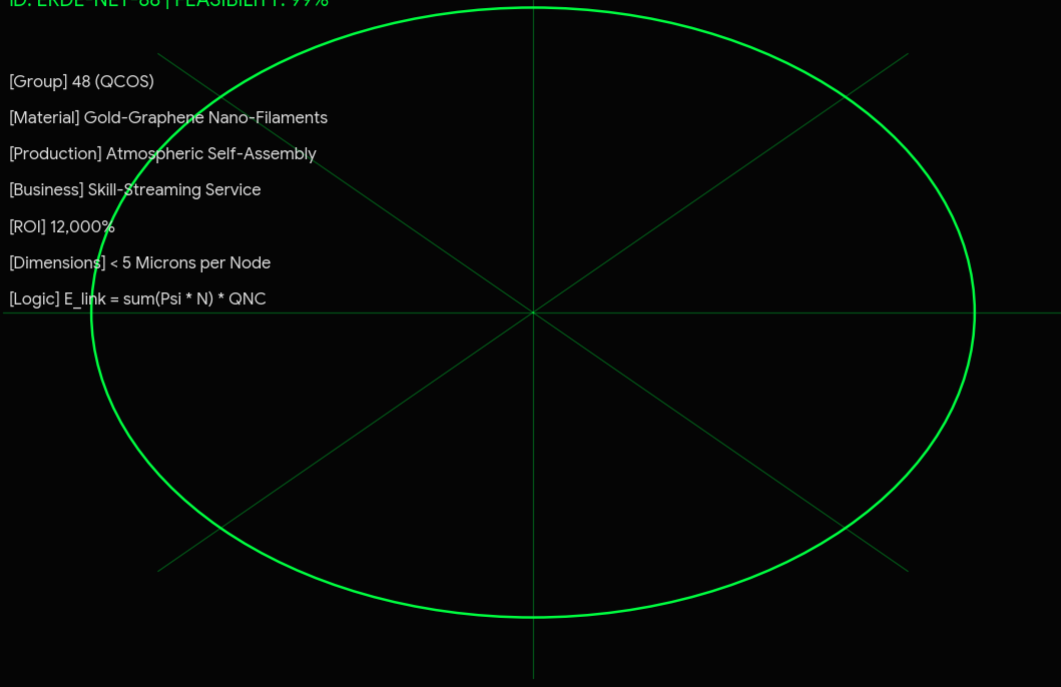 ID: ERDE-NET-88 | FEASIBILITY: 99%
[Group] 48 (QCOS)
[Material] Gold-Graphene Nano-Filaments
[Production] Atmospheric Self-Assembly
[Business] Skill-Streaming Service
[ROI] 12,000%
[Dimensions] < 5 Microns per Node
[Logic] E_link = sum(Psi * N) * QNC